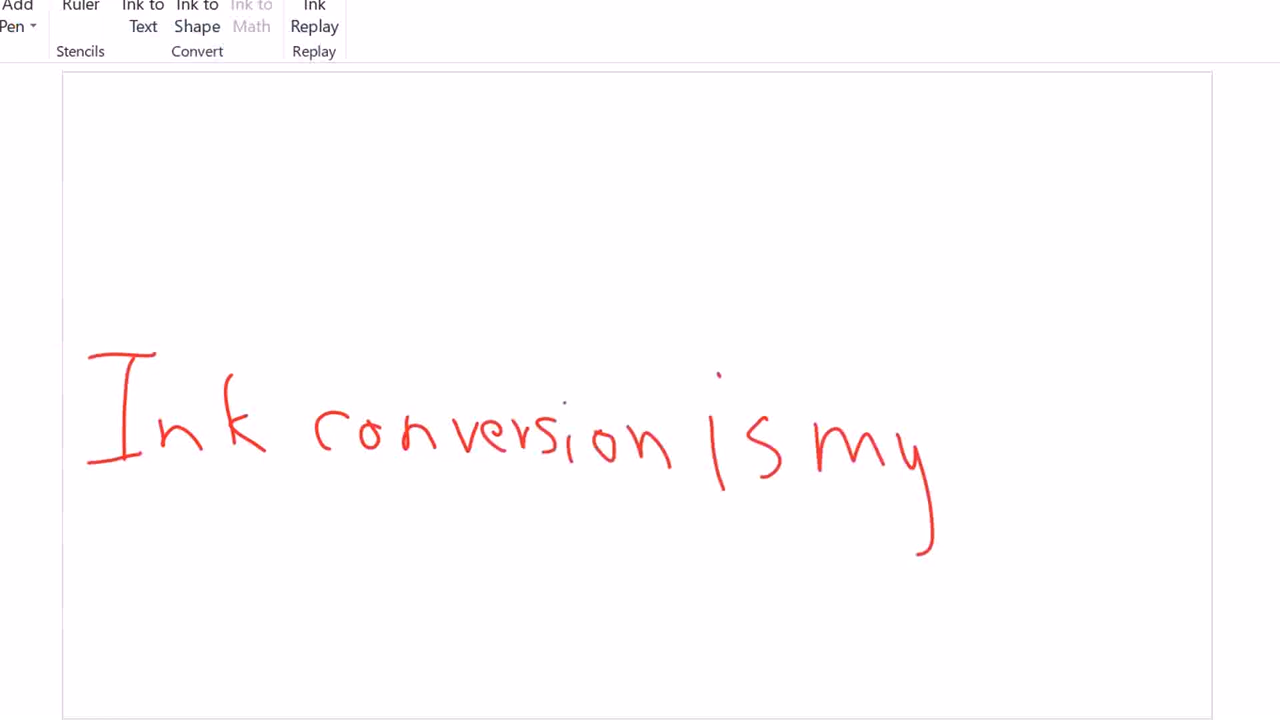 Add Ruler Ink to Ink to Ink to Ink
Pen Text Shape Math Replay
Stencils Convert Replay
Ink conversion is my